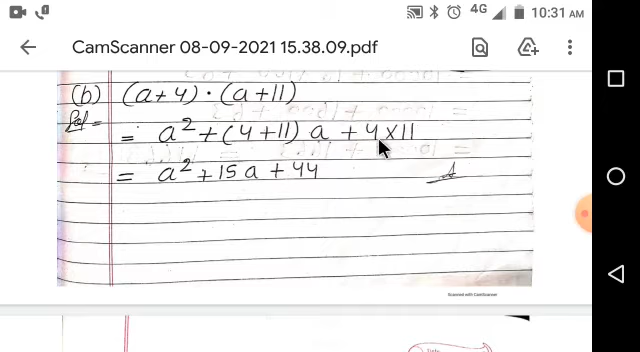 4G 10:31 AM
CamScanner 08-09-2021 15.38.09.pdf
(b) (a+4) · (a+11)
Sol =
= a² + (4+11) a + 4×11
= a² + 15 a + 44
Scanned with CamScanner